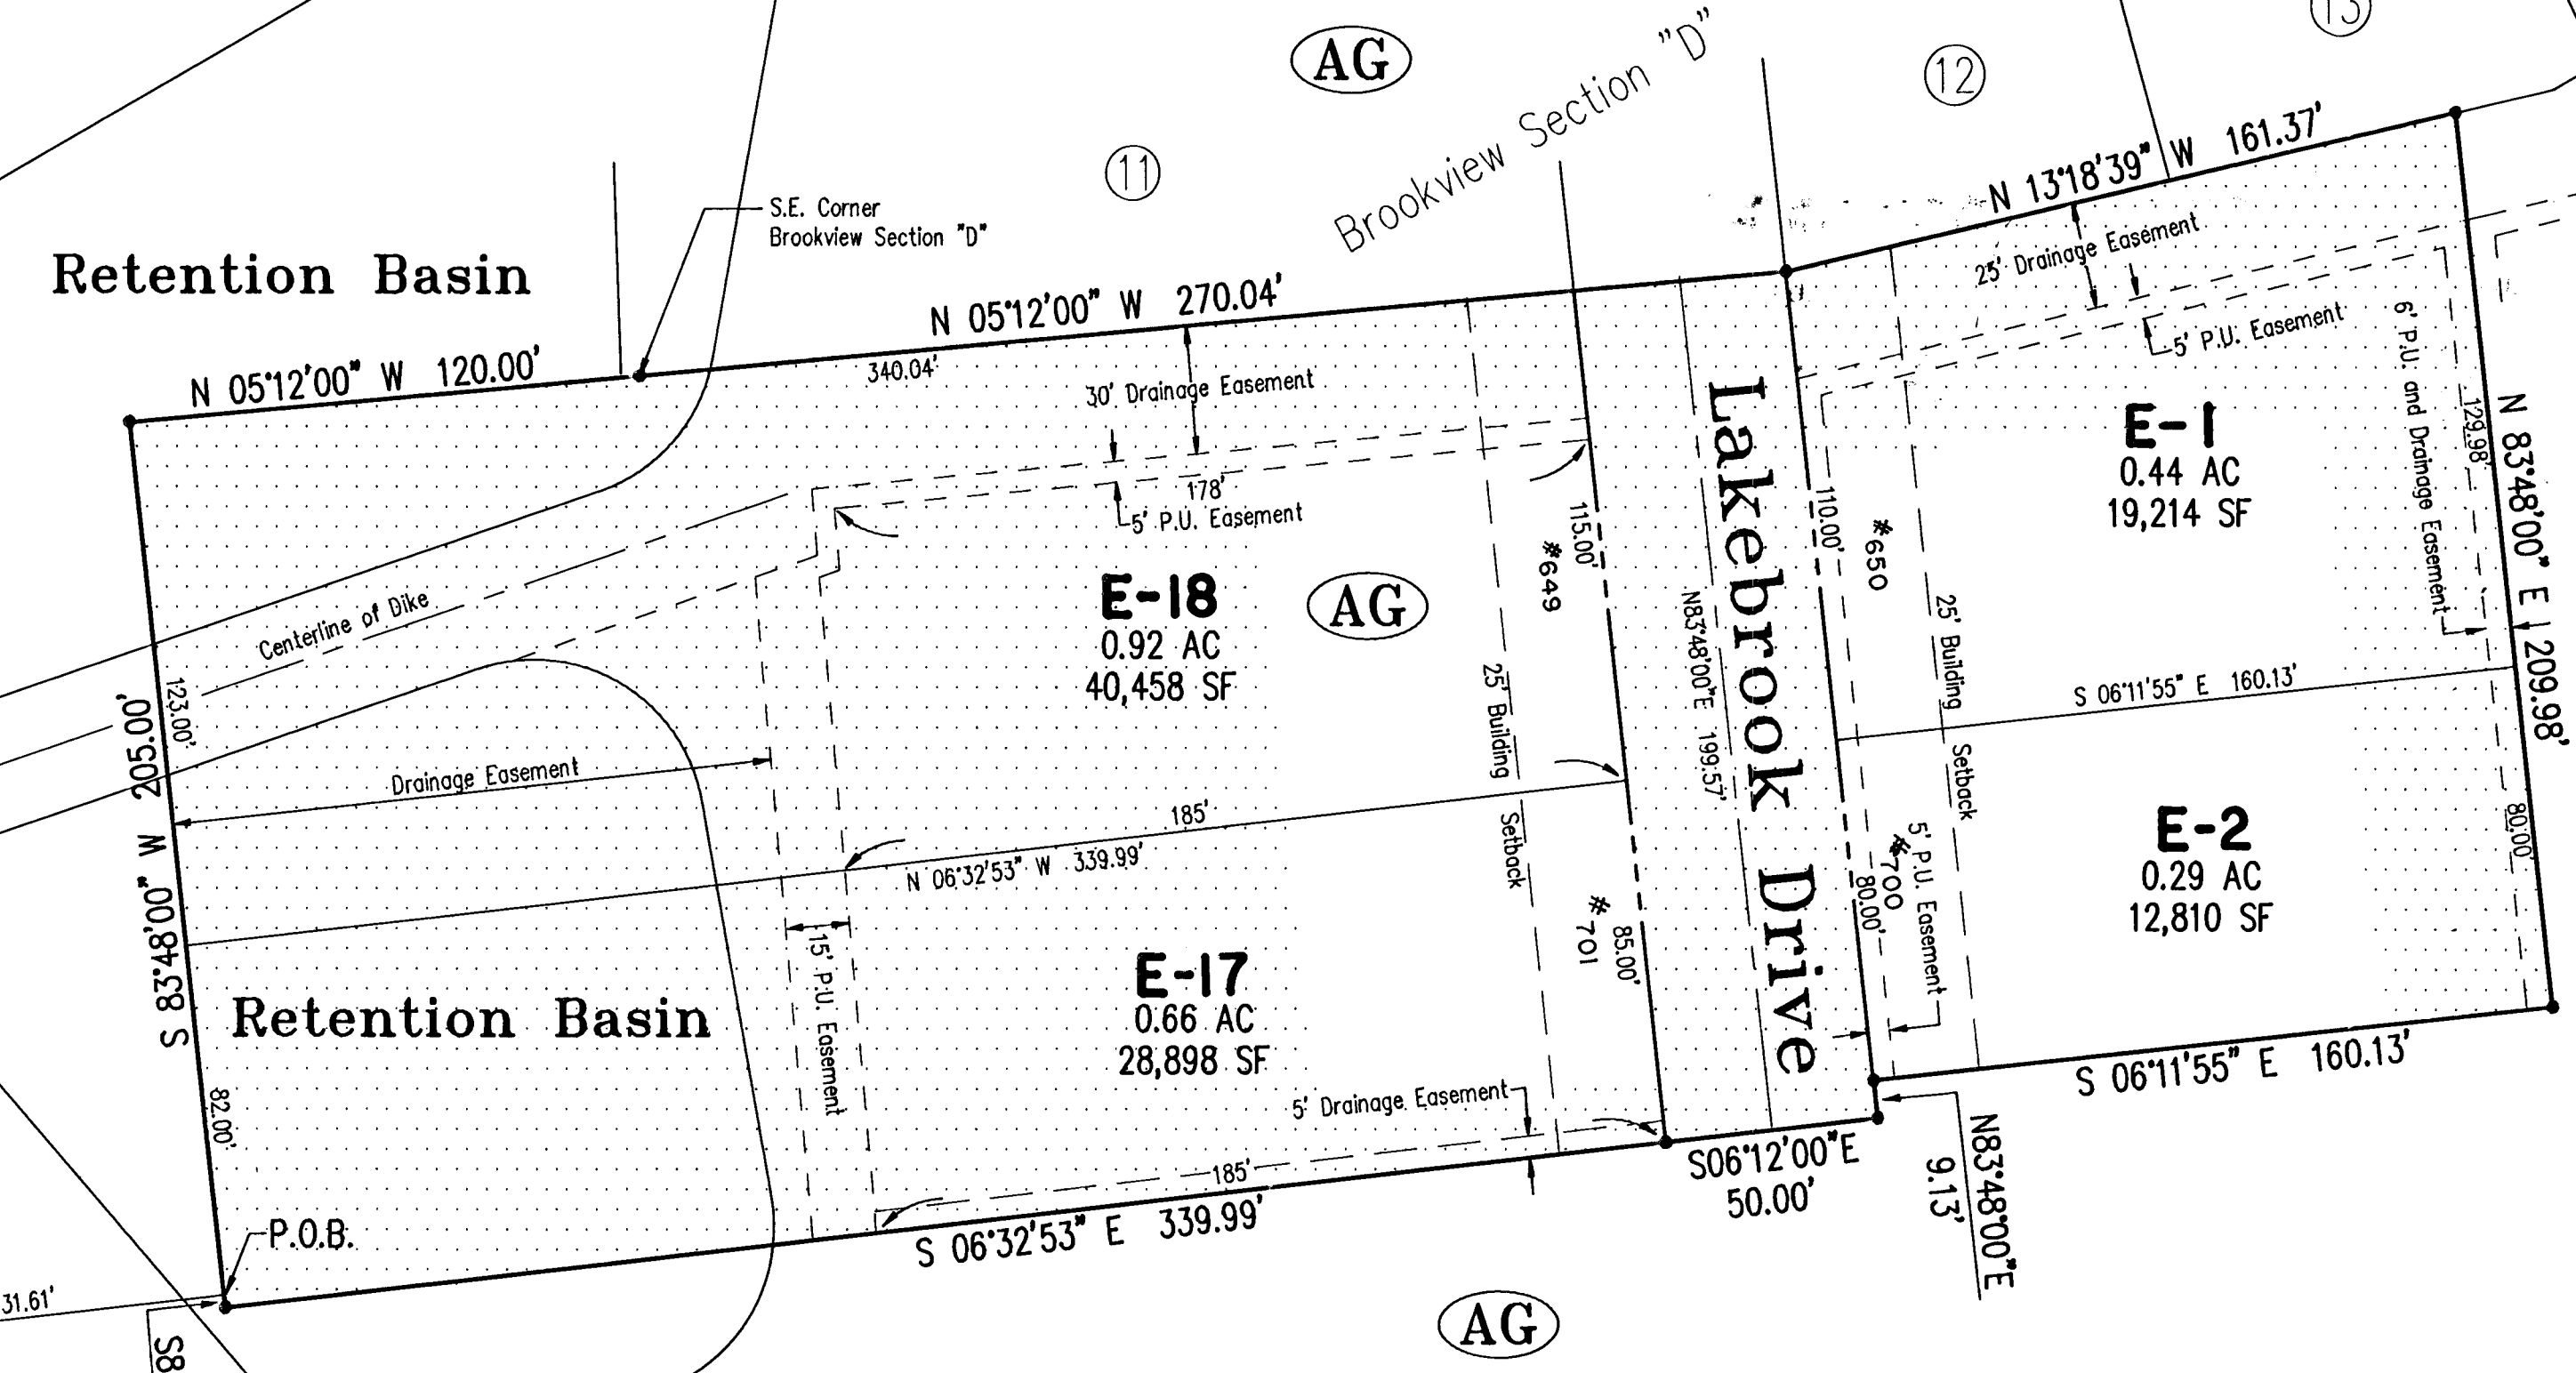 AG
13
12
11
Brookview Section "D"
S.E. Corner
Brookview Section "D"
Retention Basin
N 05°12'00" W 120.00'
N 05°12'00" W 270.04'
340.04'
N 13°18'39" W 161.37'
25' Drainage Easement
5' P.U. Easement
6' P.U. and Drainage Easement
129.98'
N 83°48'00" E 209.98'
30' Drainage Easement
178'
5' P.U. Easement
E-18
0.92 AC
40,458 SF
AG
115.00'
#649
25' Building
Setback
N83°48'00"E 199.57'
Lakebrook Drive
110.00'
#650
25' Building
Setback
E-1
0.44 AC
19,214 SF
S 06°11'55" E 160.13'
Centerline of Dike
123.00'
S 83°48'00" W 205.00'
Drainage Easement
185'
N 06°32'53" W 339.99'
E-2
0.29 AC
12,810 SF
80.00'
#700
80.00'
5' P.U. Easement
#701
85.00'
E-17
0.66 AC
28,898 SF
15' P.U. Easement
Retention Basin
82.00'
5' Drainage Easement
185'
S 06°32'53" E 339.99'
S06°12'00"E
50.00'
S 06°11'55" E 160.13'
N83°48'00"E
9.13'
P.O.B.
31.61'
S8
AG